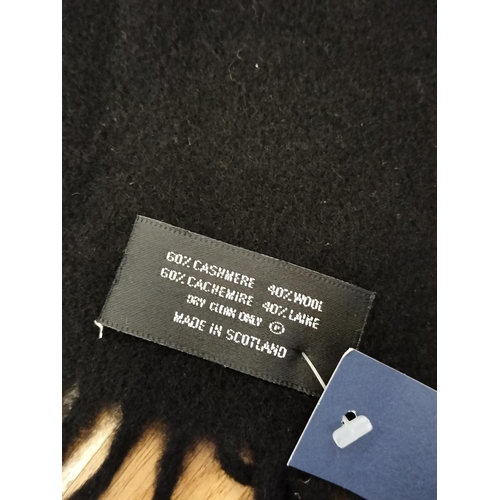 60% CASHMERE 40% WOOL
60% CACHEMIRE 40% LAINE
DRY CLEAN ONLY Ⓟ
MADE IN SCOTLAND